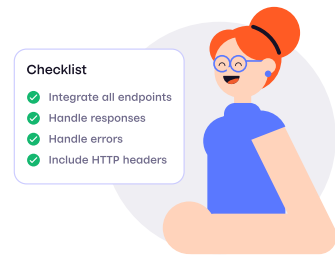 Checklist
Integrate all endpoints
Handle responses
Handle errors
Include HTTP headers